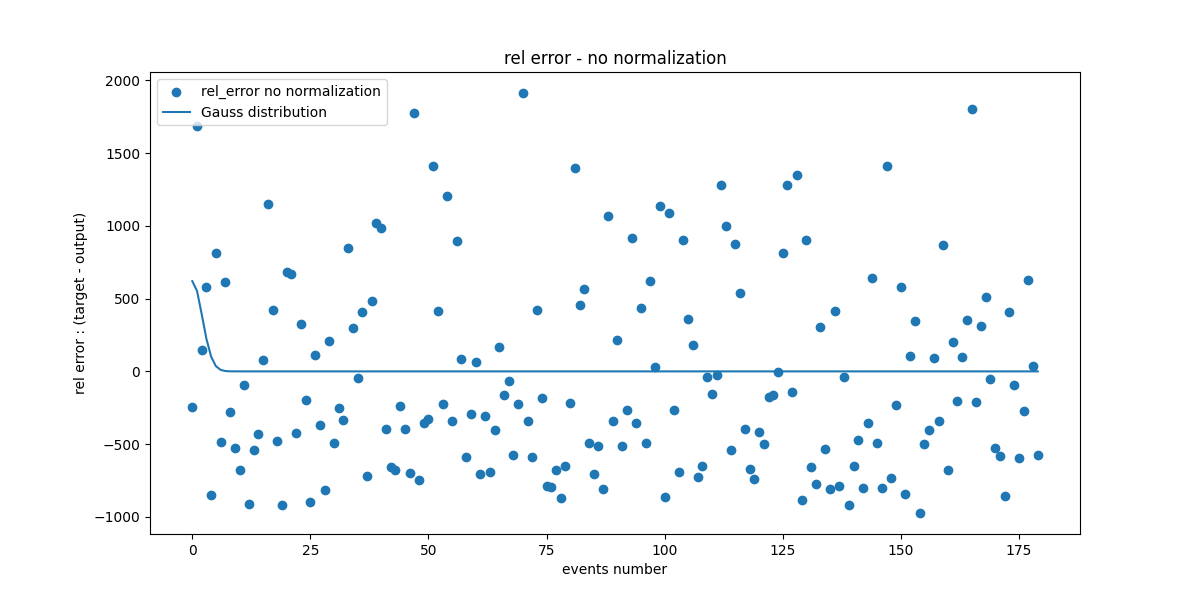 rel error - no normalization
rel_error no normalization
Gauss distribution
rel error : (target - output)
2000
1500
1000
500
0
−500
−1000
0 25 50 75 100 125 150 175
events number